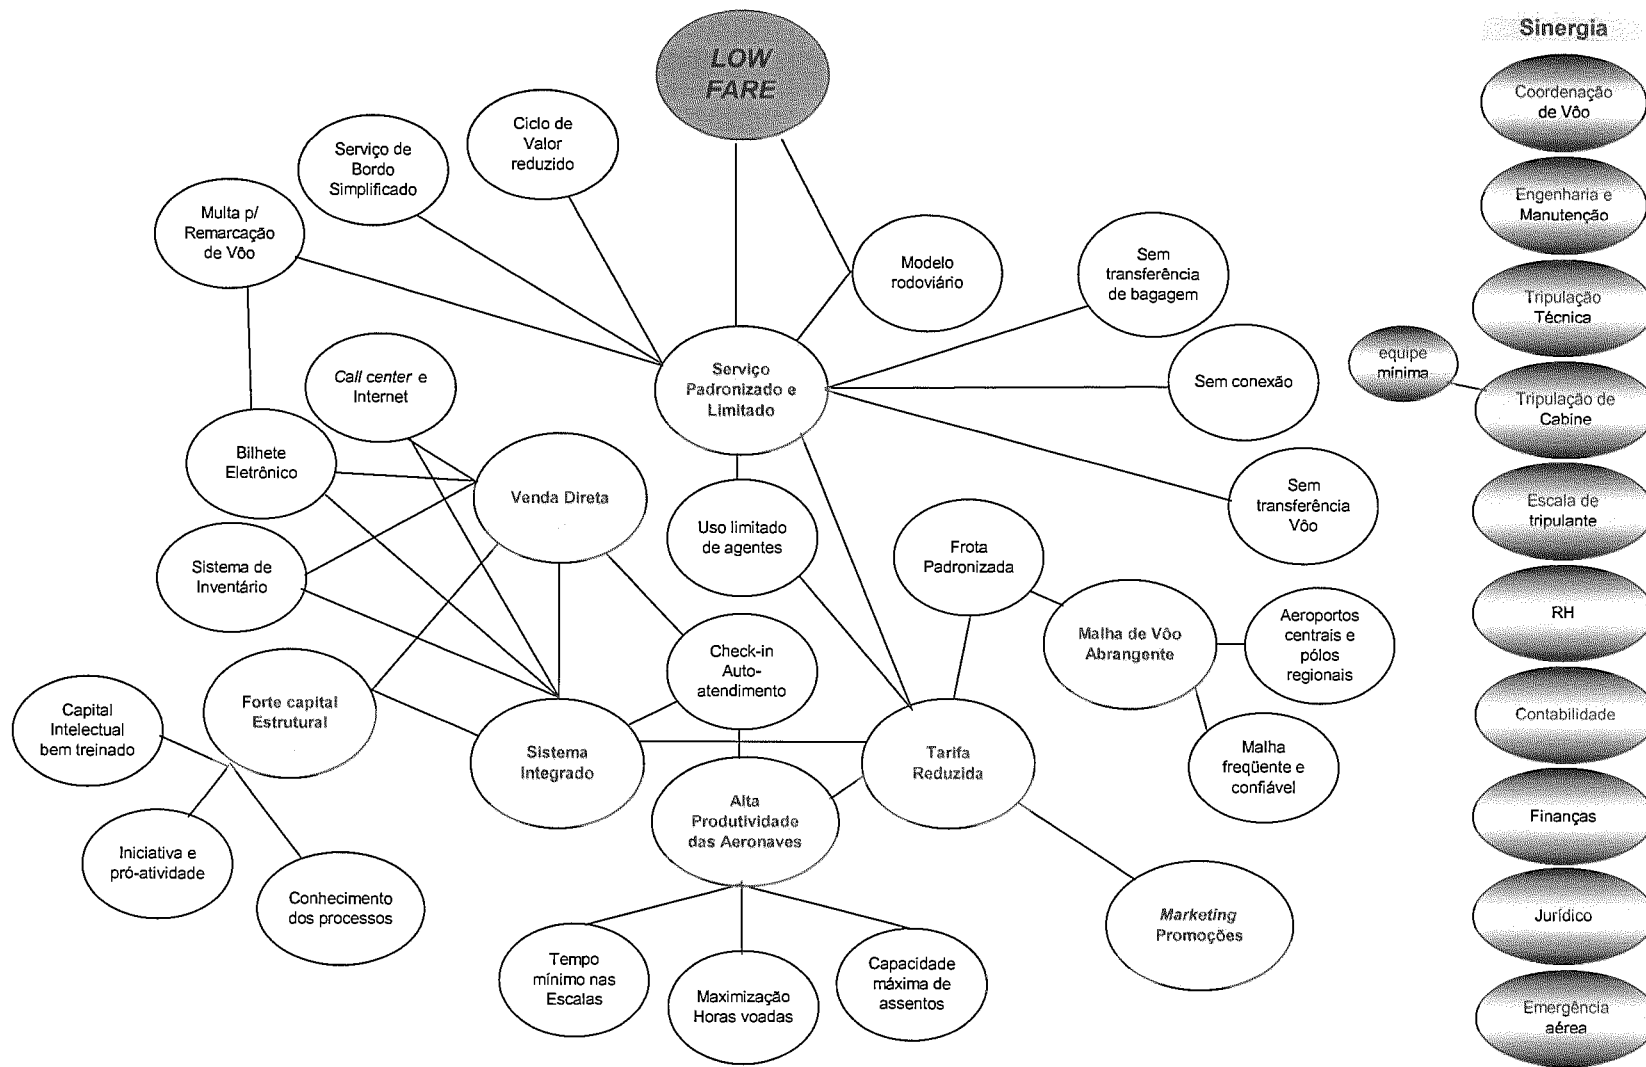 LOW
FARE
Sinergia
Coordenação
de Vôo
Ciclo de
Valor
reduzido
Serviço de
Bordo
Simplificado
Multa p/
Remarcação
de Vôo
Engenharia e
Manutenção
Modelo
rodoviário
Sem
transferência
de bagagem
Tripulação
Técnica
equipe
mínima
Call center e
Internet
Serviço
Padronizado e
Limitado
Sem conexão
Tripulação de
Cabine
Bilhete
Eletrônico
Venda Direta
Uso limitado
de agentes
Sem
transferência
Vôo
Escala de
tripulante
Sistema de
Inventário
Frota
Padronizada
RH
Aeroportos
centrais e
pólos
regionais
Malha de Vôo
Abrangente
Check-in
Auto-
atendimento
Forte capital
Estrutural
Capital
Intelectual
bem treinado
Contabilidade
Sistema
Integrado
Tarifa
Reduzida
Malha
freqüente e
confiável
Alta
Produtividade
das Aeronaves
Finanças
Iniciativa e
pró-atividade
Conhecimento
dos processos
Marketing
Promoções
Jurídico
Tempo
mínimo nas
Escalas
Maximização
Horas voadas
Capacidade
máxima de
assentos
Emergência
aérea